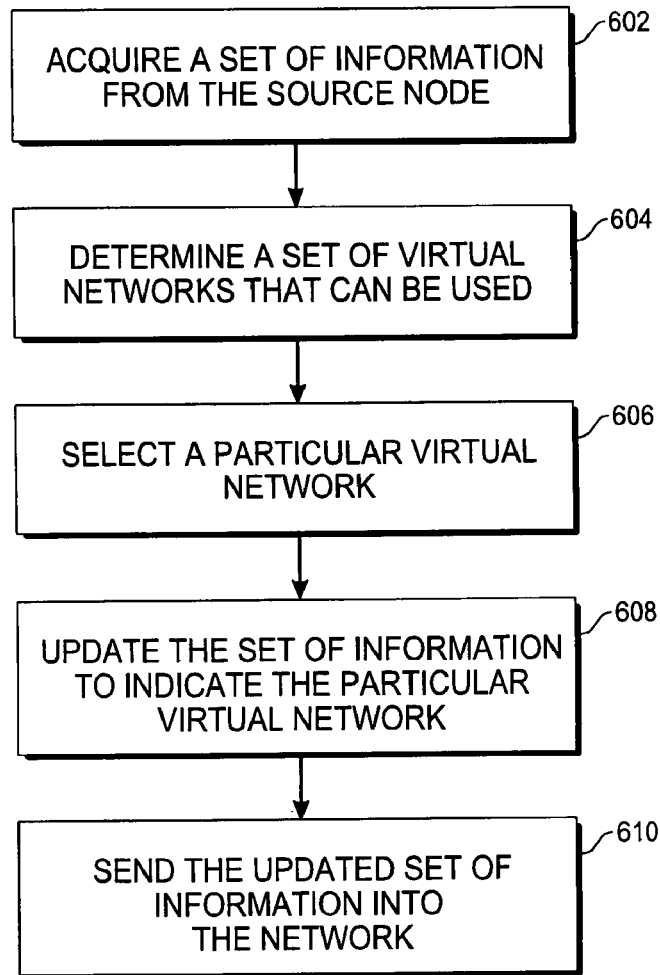 602
ACQUIRE A SET OF INFORMATION
FROM THE SOURCE NODE
604
DETERMINE A SET OF VIRTUAL
NETWORKS THAT CAN BE USED
606
SELECT A PARTICULAR VIRTUAL
NETWORK
608
UPDATE THE SET OF INFORMATION
TO INDICATE THE PARTICULAR
VIRTUAL NETWORK
610
SEND THE UPDATED SET OF
INFORMATION INTO
THE NETWORK